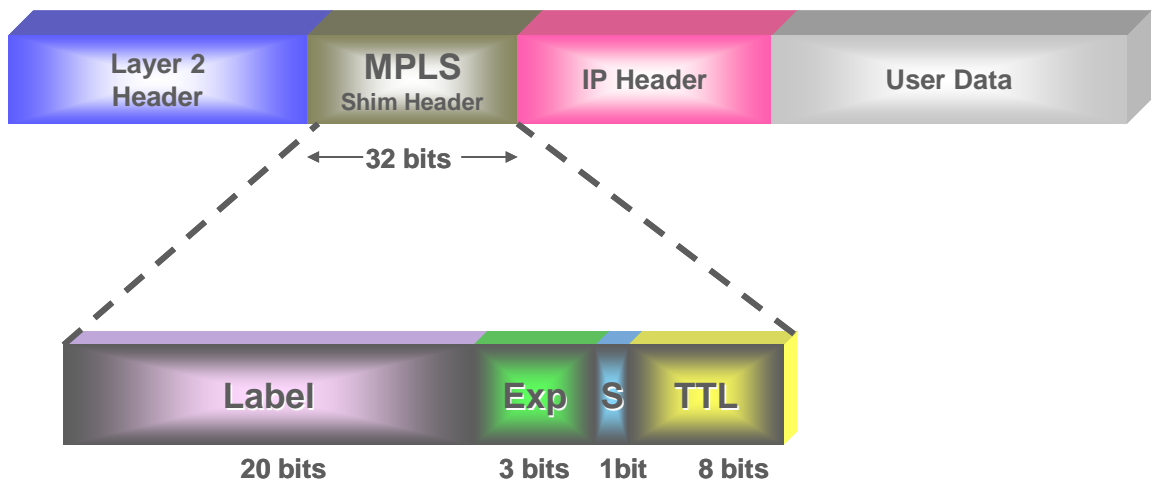 Layer 2
Header
MPLS
Shim Header
IP Header
User Data
32 bits
Label
Exp
S
TTL
20 bits
3 bits
1bit
8 bits